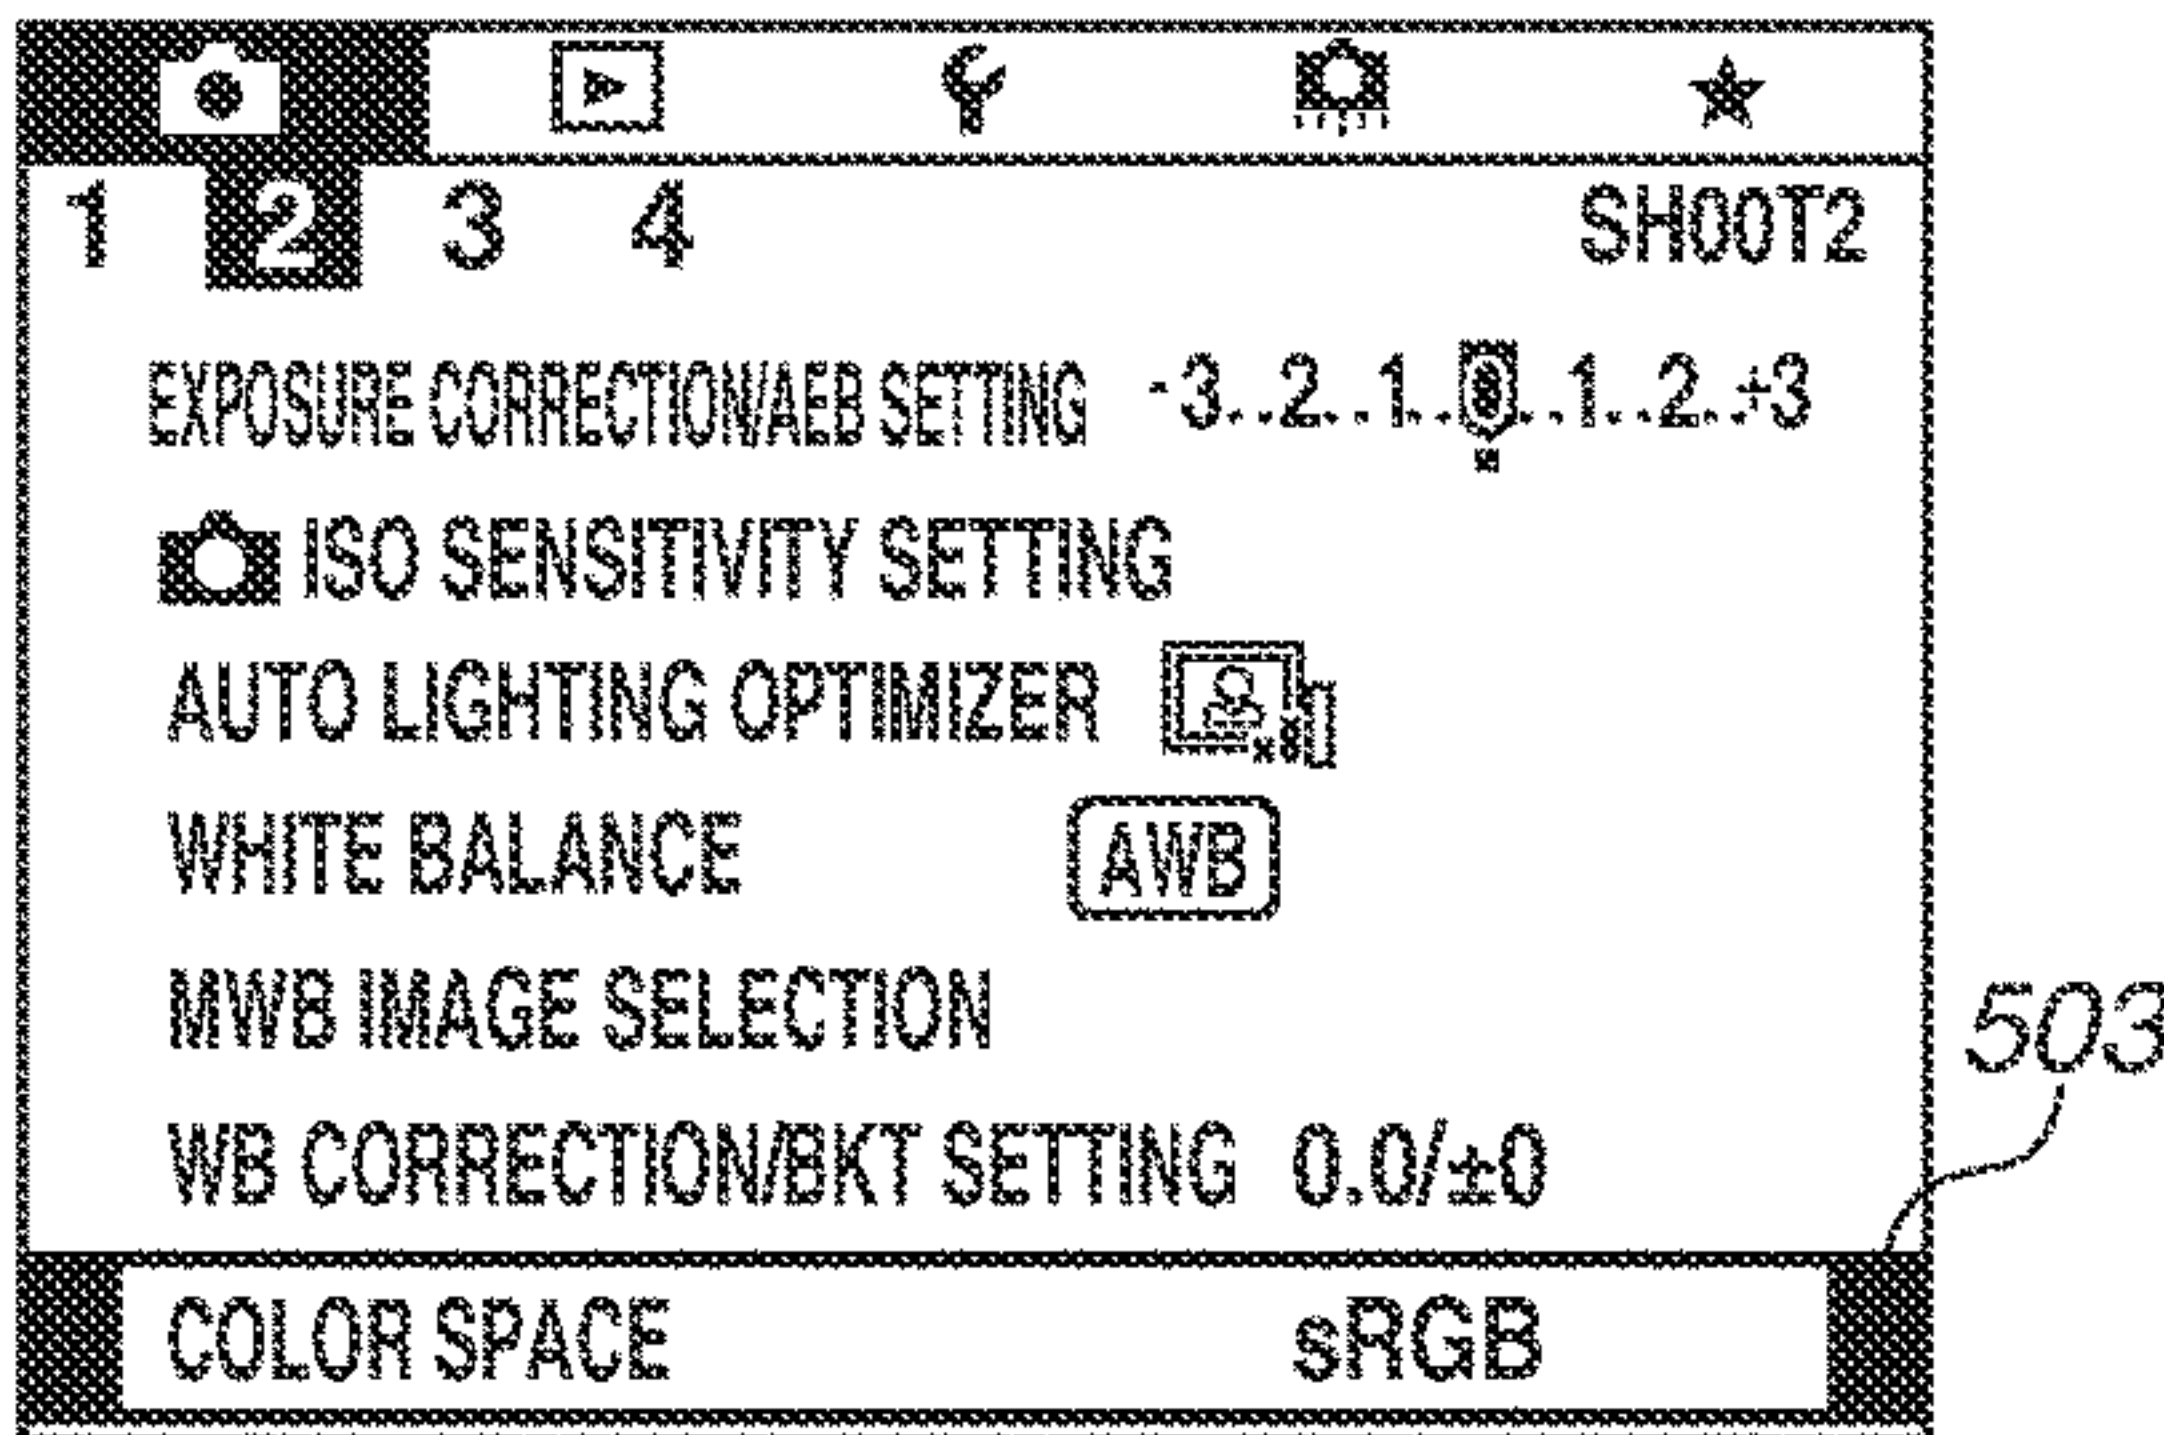 1 2 3 4 SHOOT2
EXPOSURE CORRECTION/AEB SETTING -3..2..1..0..1..2..+3
ISO SENSITIVITY SETTING
AUTO LIGHTING OPTIMIZER
WHITE BALANCE AWB
MWB IMAGE SELECTION
WB CORRECTION/BKT SETTING 0.0/±0
503
COLOR SPACE sRGB